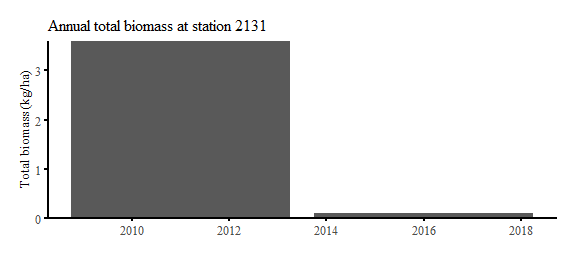 Annual total biomass at station 2131
Total biomass (kg/ha)
3
2
1
0
2010 2012 2014 2016 2018